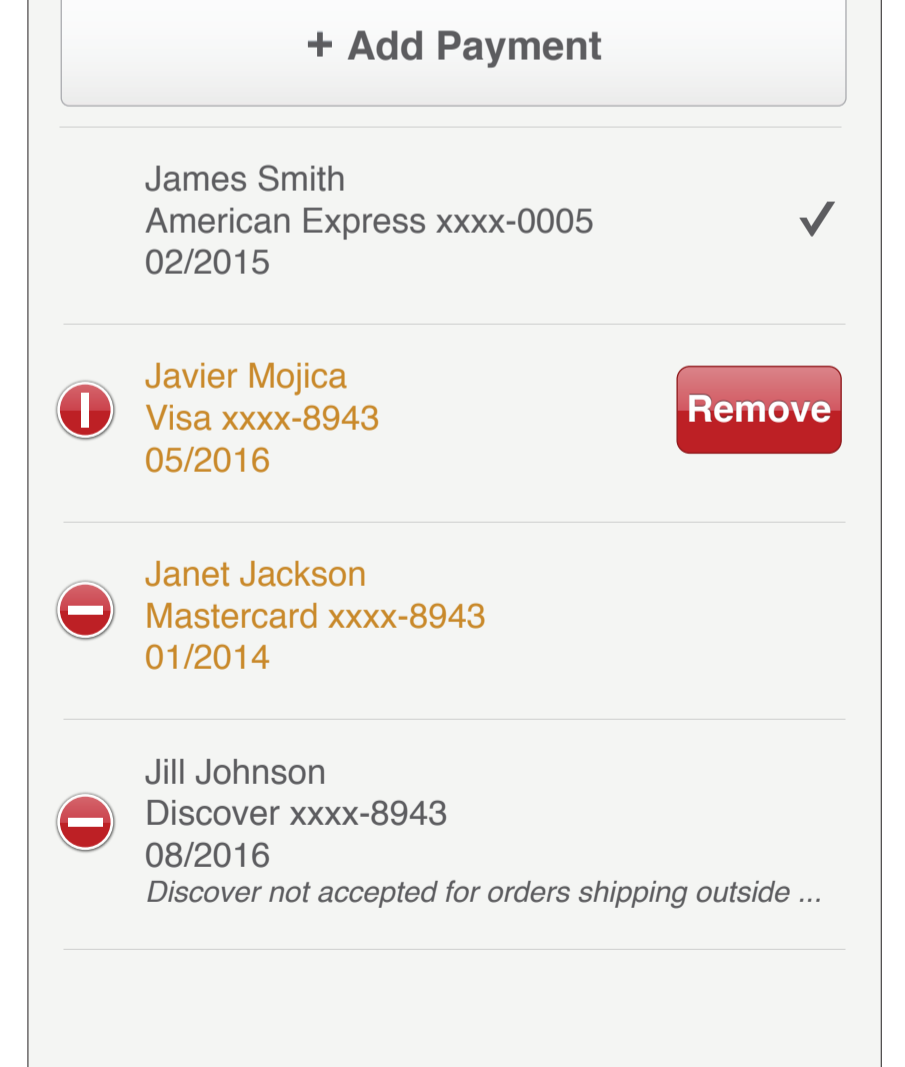 + Add Payment
James Smith
American Express xxxx-0005
02/2015
Javier Mojica
Visa xxxx-8943
05/2016
Remove
Janet Jackson
Mastercard xxxx-8943
01/2014
Jill Johnson
Discover xxxx-8943
08/2016
Discover not accepted for orders shipping outside ...